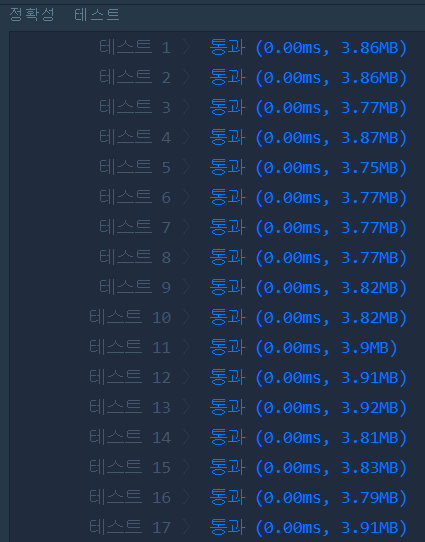 정확성 테스트
테스트 1 〉 통과 (0.00ms, 3.86MB)
테스트 2 〉 통과 (0.00ms, 3.86MB)
테스트 3 〉 통과 (0.00ms, 3.77MB)
테스트 4 〉 통과 (0.00ms, 3.87MB)
테스트 5 〉 통과 (0.00ms, 3.75MB)
테스트 6 〉 통과 (0.00ms, 3.77MB)
테스트 7 〉 통과 (0.00ms, 3.77MB)
테스트 8 〉 통과 (0.00ms, 3.77MB)
테스트 9 〉 통과 (0.00ms, 3.82MB)
테스트 10 〉 통과 (0.00ms, 3.82MB)
테스트 11 〉 통과 (0.00ms, 3.9MB)
테스트 12 〉 통과 (0.00ms, 3.91MB)
테스트 13 〉 통과 (0.00ms, 3.92MB)
테스트 14 〉 통과 (0.00ms, 3.81MB)
테스트 15 〉 통과 (0.00ms, 3.83MB)
테스트 16 〉 통과 (0.00ms, 3.79MB)
테스트 17 〉 통과 (0.00ms, 3.91MB)